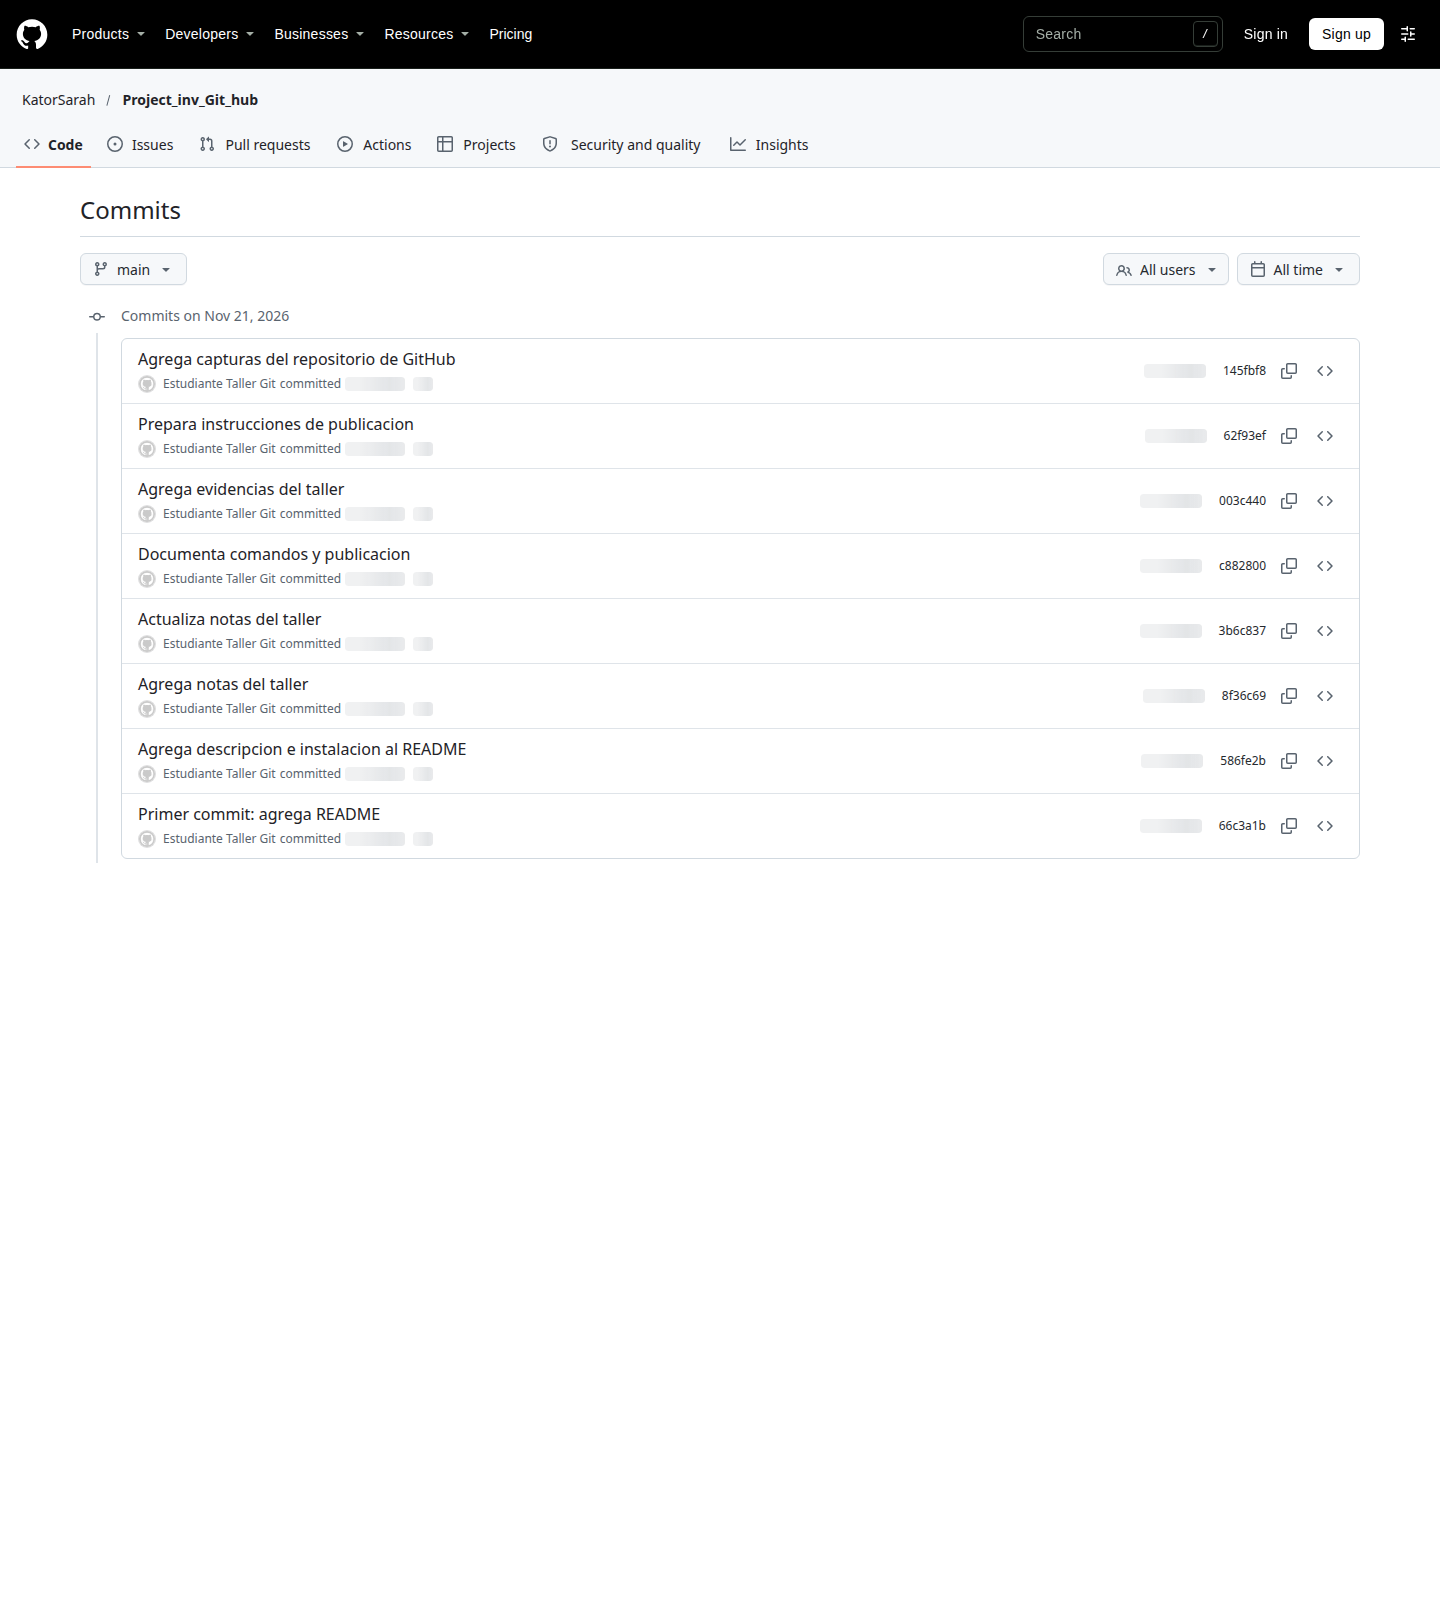 Products Developers Businesses Resources Pricing Search / Sign in Sign up
KatorSarah / Project_inv_Git_hub
Code Issues Pull requests Actions Projects Security and quality Insights
Commits
main All users All time
Commits on Nov 21, 2026
Agrega capturas del repositorio de GitHub
Estudiante Taller Git committed 145fbf8
Prepara instrucciones de publicacion
Estudiante Taller Git committed 62f93ef
Agrega evidencias del taller
Estudiante Taller Git committed 003c440
Documenta comandos y publicacion
Estudiante Taller Git committed c882800
Actualiza notas del taller
Estudiante Taller Git committed 3b6c837
Agrega notas del taller
Estudiante Taller Git committed 8f36c69
Agrega descripcion e instalacion al README
Estudiante Taller Git committed 586fe2b
Primer commit: agrega README
Estudiante Taller Git committed 66c3a1b